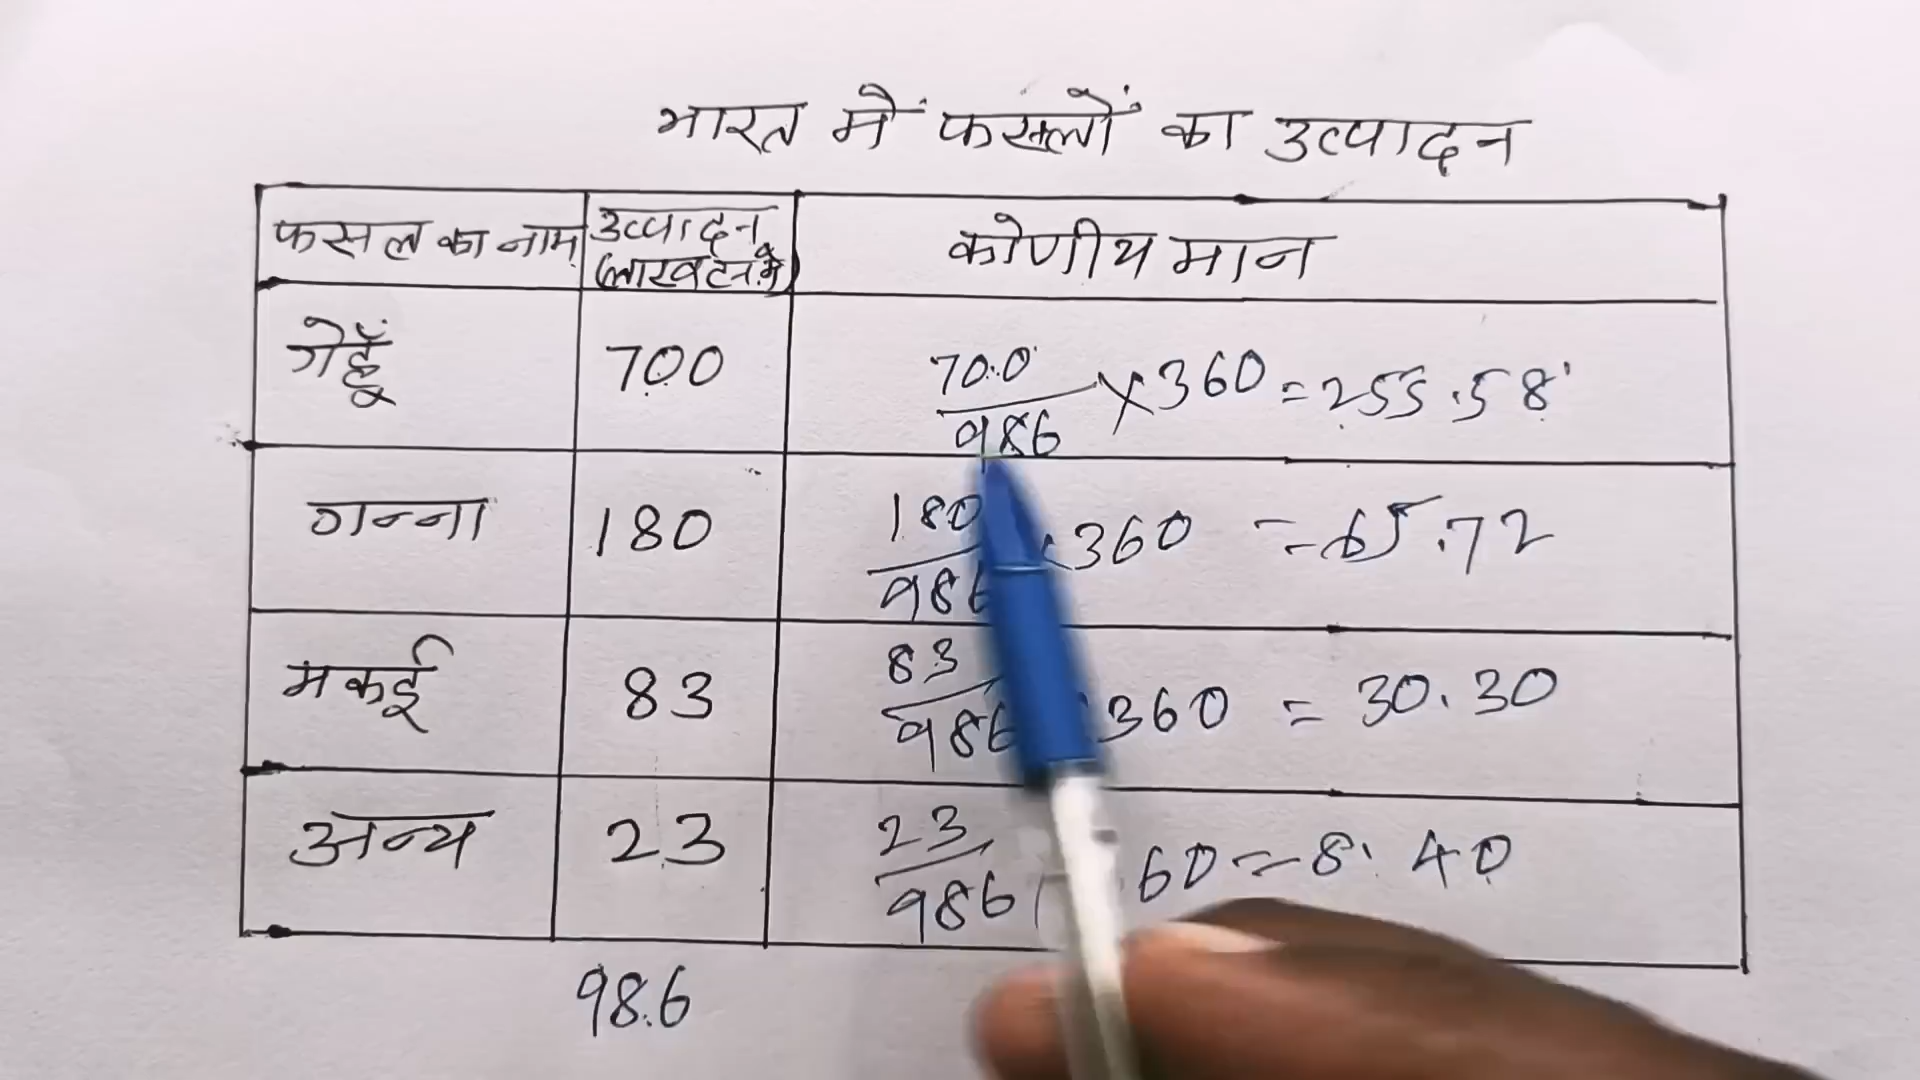 भारत में फसलों का उत्पादन
फसल का नाम उत्पादन (लाख टन में) कोणीय मान
गेहूँ 700 700/986 × 360 = 255.58
गन्ना 180 180/986 × 360 = 65.72
मकई 83 83/986 360 = 30.30
अन्य 23 23/986 60 = 8.40
986